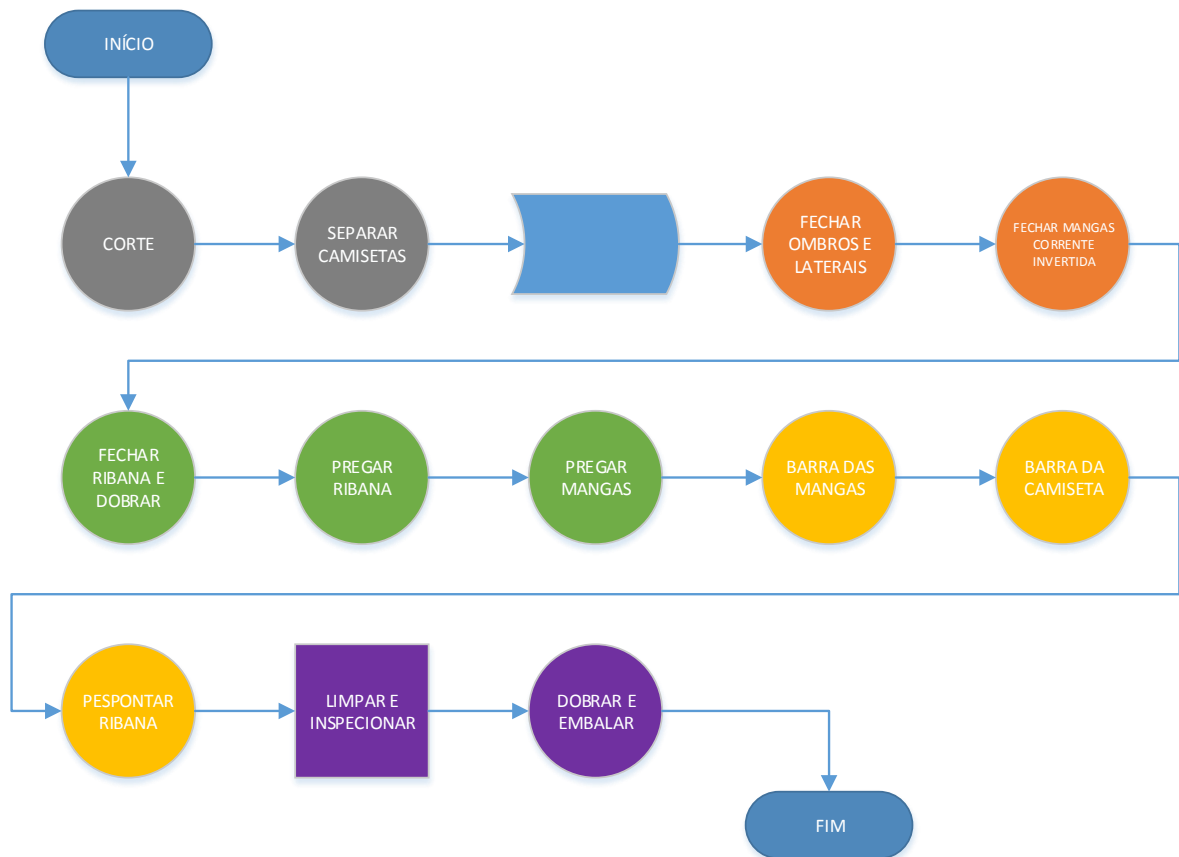 INÍCIO
CORTE
SEPARAR
CAMISETAS
FECHAR
OMBROS E
LATERAIS
FECHAR MANGAS
CORRENTE
INVERTIDA
FECHAR
RIBANA E
DOBRAR
PREGAR
RIBANA
PREGAR
MANGAS
BARRA DAS
MANGAS
BARRA DA
CAMISETA
PESPONTAR
RIBANA
LIMPAR E
INSPECIONAR
DOBRAR E
EMBALAR
FIM